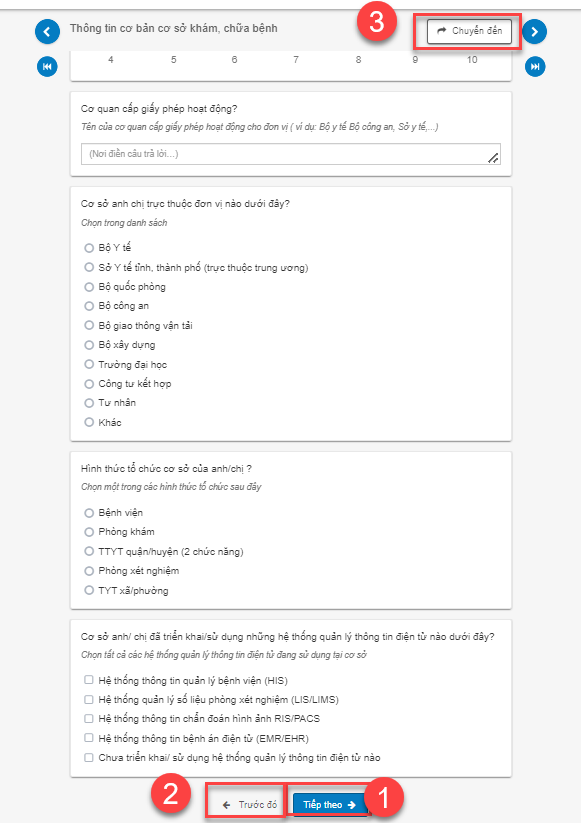 Thông tin cơ bản cơ sở khám, chữa bệnh
3
Chuyển đến
4 5 6 7 8 9 10
Cơ quan cấp giấy phép hoạt động?
Tên của cơ quan cấp giấy phép hoạt động cho đơn vị ( ví dụ: Bộ y tế Bộ công an, Sở y tế,...)
(Nơi điền câu trả lời...)
Cơ sở anh chị trực thuộc đơn vị nào dưới đây?
Chọn trong danh sách
Bộ Y tế
Sở Y tế tỉnh, thành phố (trực thuộc trung ương)
Bộ quốc phòng
Bộ công an
Bộ giao thông vận tải
Bộ xây dựng
Trường đại học
Công tư kết hợp
Tư nhân
Khác
Hình thức tổ chức cơ sở của anh/chị ?
Chọn một trong các hình thức tổ chức sau đây
Bệnh viện
Phòng khám
TTYT quận/huyện (2 chức năng)
Phòng xét nghiệm
TYT xã/phường
Cơ sở anh/ chị đã triển khai/sử dụng những hệ thống quản lý thông tin điện tử nào dưới đây?
Chọn tất cả các hệ thống quản lý thông tin điện tử đang sử dụng tại cơ sở
Hệ thống thông tin quản lý bệnh viện (HIS)
Hệ thống quản lý số liệu phòng xét nghiệm (LIS/LIMS)
Hệ thống thông tin chẩn đoán hình ảnh RIS/PACS
Hệ thống thông tin bệnh án điện tử (EMR/EHR)
Chưa triển khai/ sử dụng hệ thống quản lý thông tin điện tử nào
2
Trước đó
Tiếp theo
1